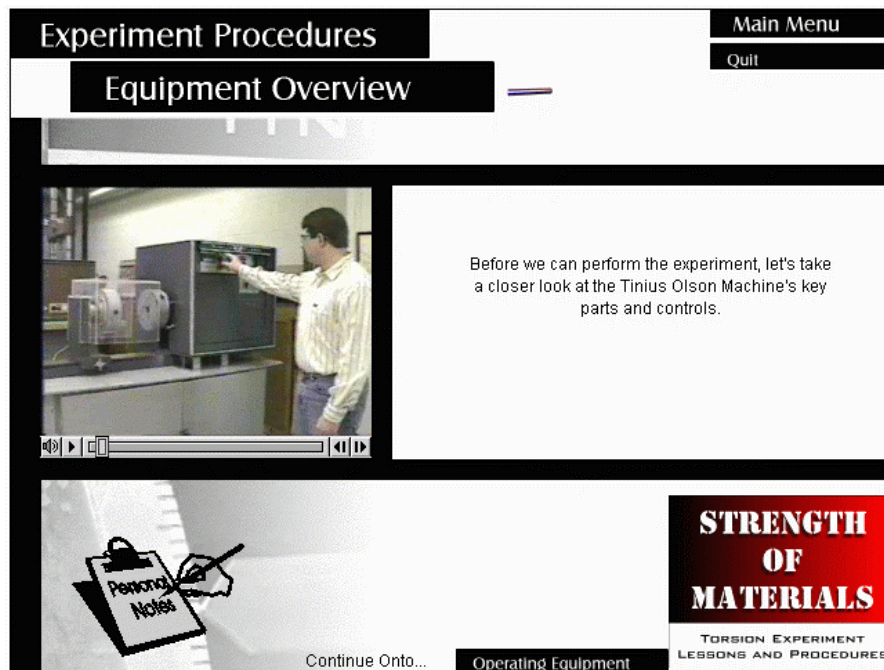 Experiment Procedures
Main Menu
Quit
Equipment Overview
Before we can perform the experiment, let's take
a closer look at the Tinius Olson Machine's key
parts and controls.
Personal
Notes
STRENGTH
OF
MATERIALS
TORSION EXPERIMENT
LESSONS AND PROCEDURES
Continue Onto...
Operating Equipment